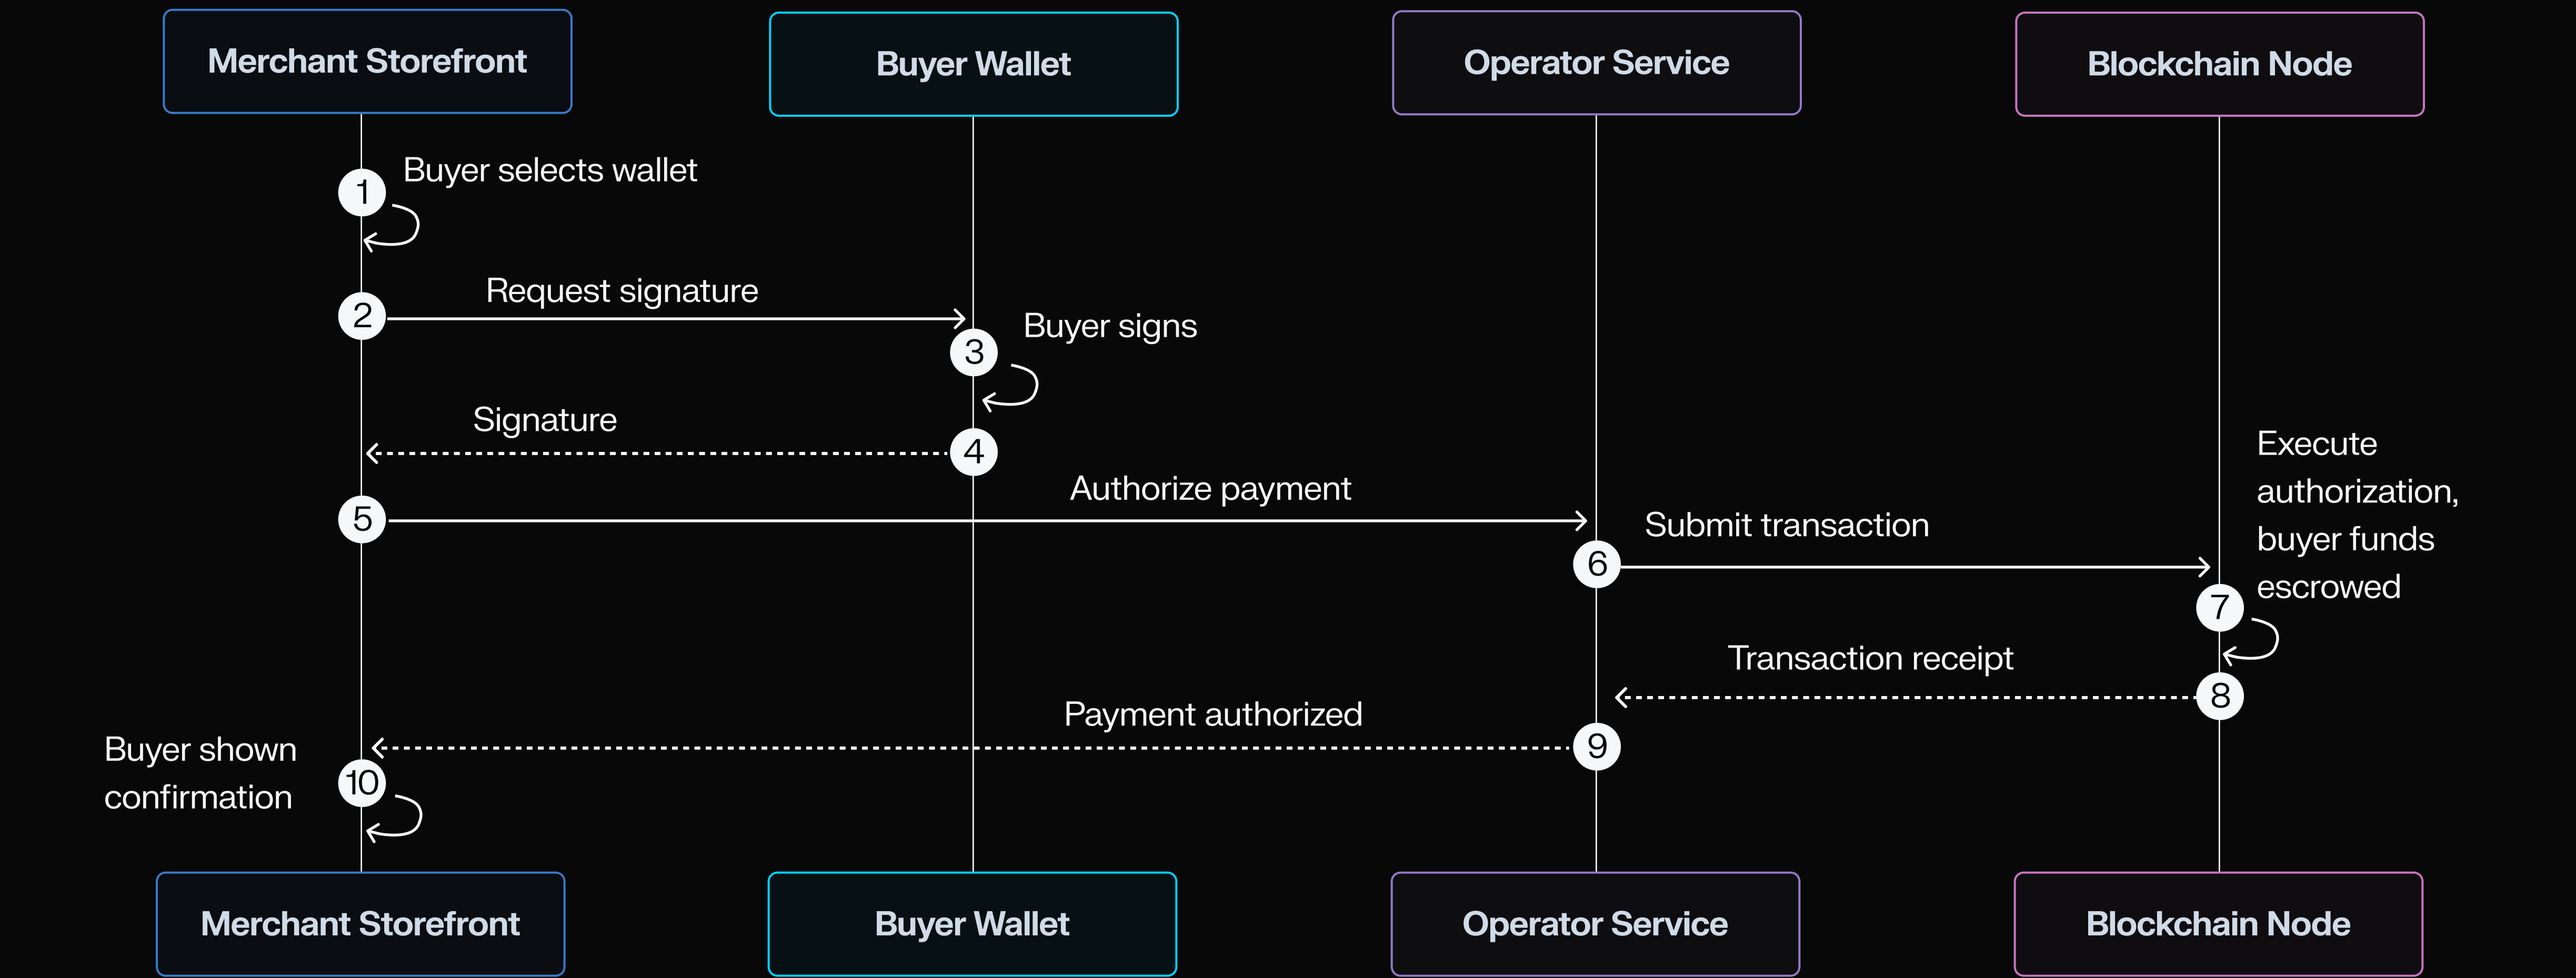 Merchant Storefront
Buyer Wallet
Operator Service
Blockchain Node
1
Buyer selects wallet
2
Request signature
3
Buyer signs
4
Signature
5
Authorize payment
6
Submit transaction
7
Execute
authorization,
buyer funds
escrowed
8
Transaction receipt
9
Payment authorized
10
Buyer shown
confirmation
Merchant Storefront
Buyer Wallet
Operator Service
Blockchain Node